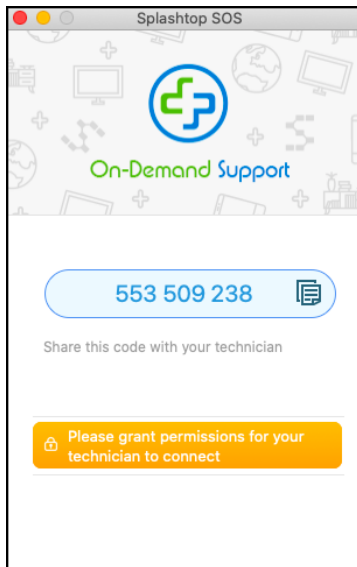 Splashtop SOS
On-Demand Support
553 509 238
Share this code with your technician
Please grant permissions for your
technician to connect